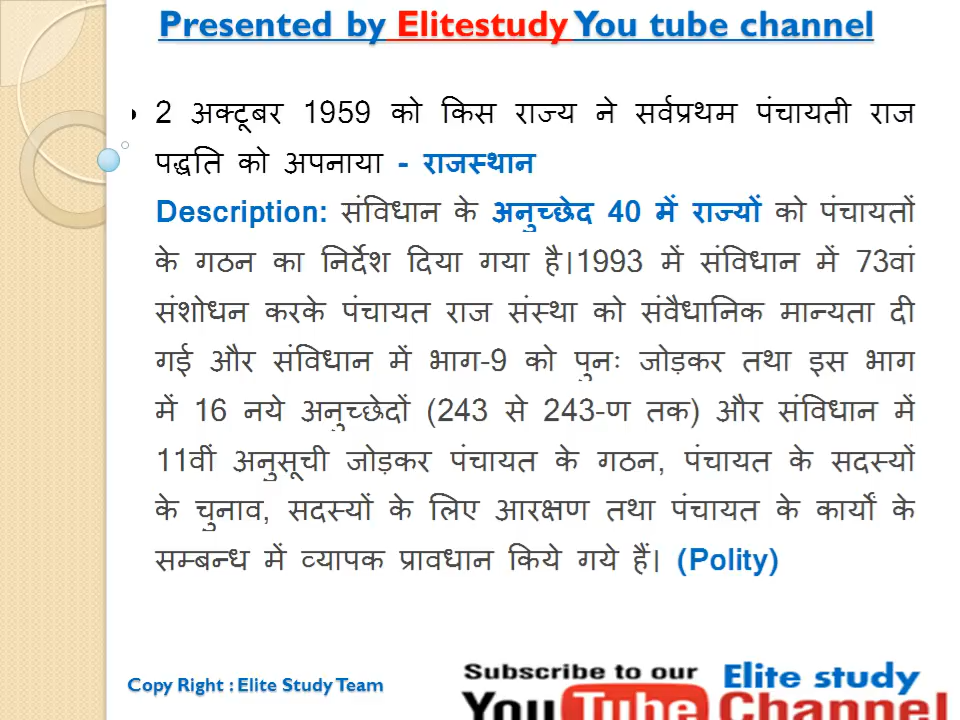 Presented by Elitestudy You tube channel
• 2 अक्टूबर 1959 को किस राज्य ने सर्वप्रथम पंचायती राज
पद्धति को अपनाया - राजस्थान
Description: संविधान के अनुच्छेद 40 में राज्यों को पंचायतों
के गठन का निर्देश दिया गया है।1993 में संविधान में 73वां
संशोधन करके पंचायत राज संस्था को संवैधानिक मान्यता दी
गई और संविधान में भाग-9 को पुनः जोड़कर तथा इस भाग
में 16 नये अनुच्छेदों (243 से 243-ण तक) और संविधान में
11वीं अनुसूची जोड़कर पंचायत के गठन, पंचायत के सदस्यों
के चुनाव, सदस्यों के लिए आरक्षण तथा पंचायत के कार्यों के
सम्बन्ध में व्यापक प्रावधान किये गये हैं। (Polity)
Copy Right : Elite Study Team
Subscribe to our Elite study
YouTube Channel